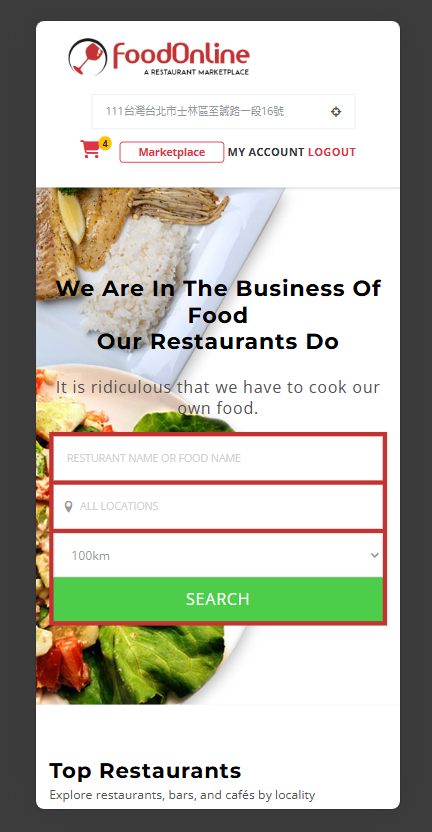 FoodOnline
A RESTAURANT MARKETPLACE
111台灣台北市士林區至誠路一段16號
4
Marketplace MY ACCOUNT LOGOUT
We Are In The Business Of
Food
Our Restaurants Do
It is ridiculous that we have to cook our
own food.
RESTURANT NAME OR FOOD NAME
ALL LOCATIONS
100km
SEARCH
Top Restaurants
Explore restaurants, bars, and cafés by locality